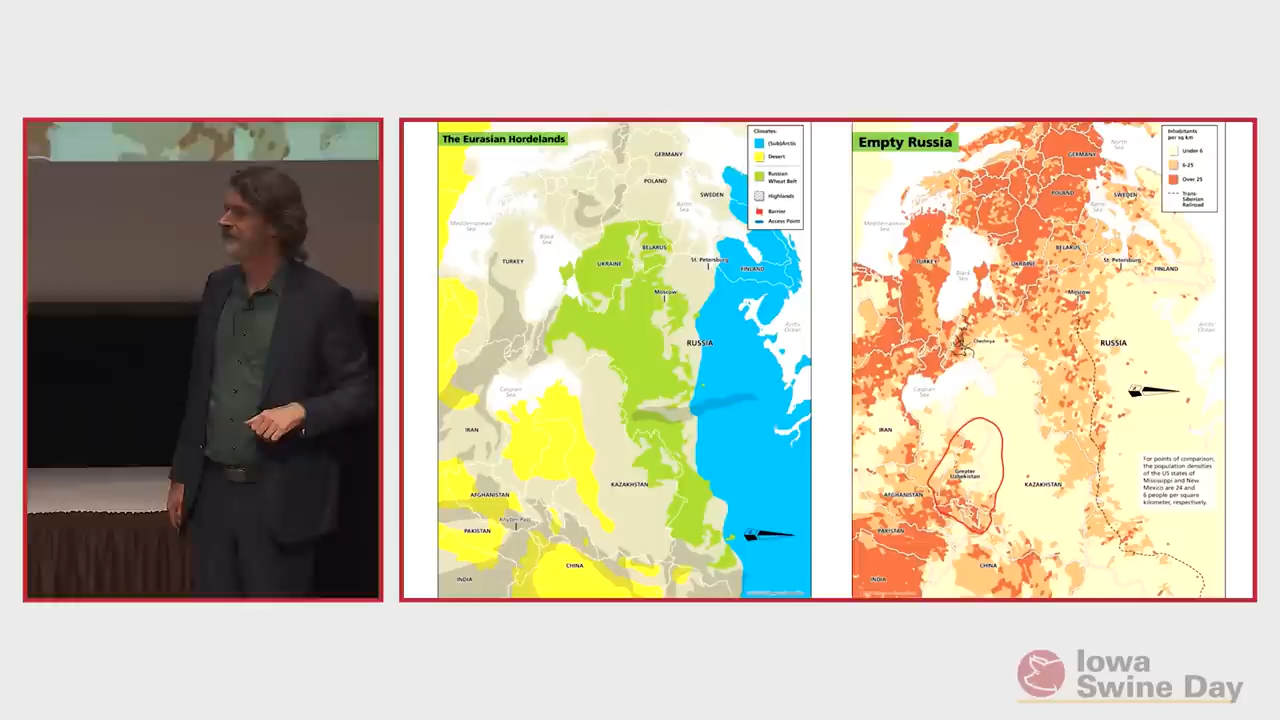 The Eurasian Hordelands
Climates:
(Sub)Arctic
Desert
Russian
Wheat Belt
Highlands
Barrier
Access Point
GERMANY
POLAND
SWEDEN
Baltic
Sea
Mediterranean
Sea
Black
Sea
BELARUS
TURKEY
UKRAINE
St. Petersburg
FINLAND
Moscow
Arctic
Ocean
RUSSIA
Caspian
Sea
IRAN
KAZAKHSTAN
AFGHANISTAN
Khyber Pass
PAKISTAN
CHINA
INDIA
Empty Russia
Inhabitants
per sq km
Under 6
6-25
Over 25
Trans-
Siberian
Railroad
North
Sea
GERMANY
POLAND
SWEDEN
Baltic
Sea
Mediterranean
Sea
BELARUS
TURKEY
UKRAINE
St. Petersburg
FINLAND
Black
Sea
Moscow
Arctic
Ocean
Chechnya
RUSSIA
Caspian
Sea
IRAN
Greater
Uzbekistan
KAZAKHSTAN
AFGHANISTAN
For points of comparison,
the population densities
of the US states of
Mississippi and New
Mexico are 24 and
6 people per square
kilometer, respectively.
PAKISTAN
CHINA
INDIA
Iowa
Swine Day